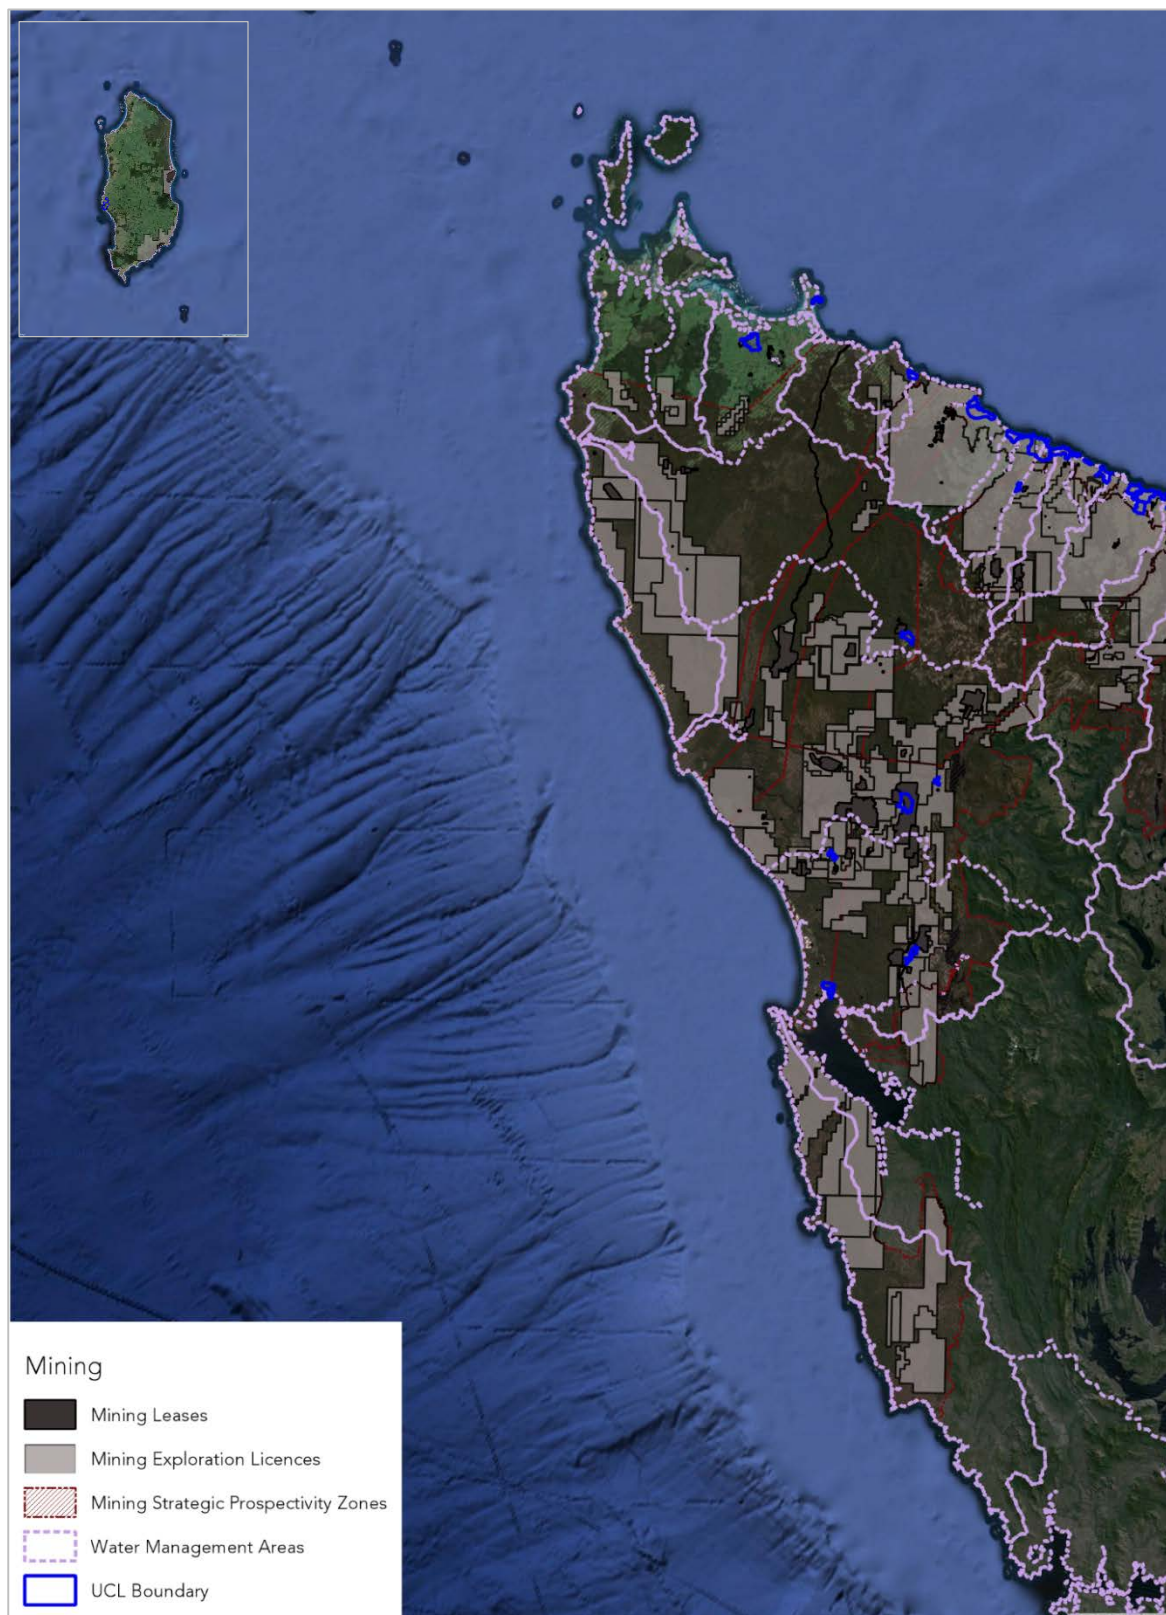 Mining
Mining Leases
Mining Exploration Licences
Mining Strategic Prospectivity Zones
Water Management Areas
UCL Boundary